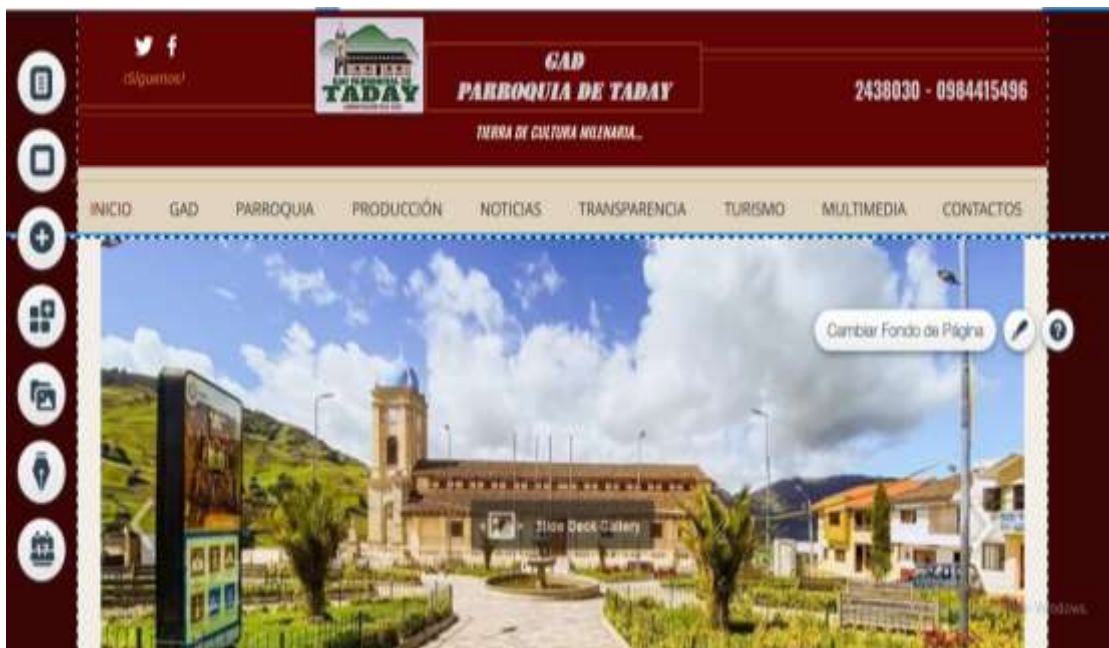 ¡Síguenos!
TADAY
GAD
PARROQUIA DE TADAY
TIERRA DE CULTURA MILENARIA...
2438030 - 0984415496
INICIO GAD PARROQUIA PRODUCCIÓN NOTICIAS TRANSPARENCIA TURISMO MULTIMEDIA CONTACTOS
Cambiar Fondo de Página
?
Slide Deck Gallery
Windows.